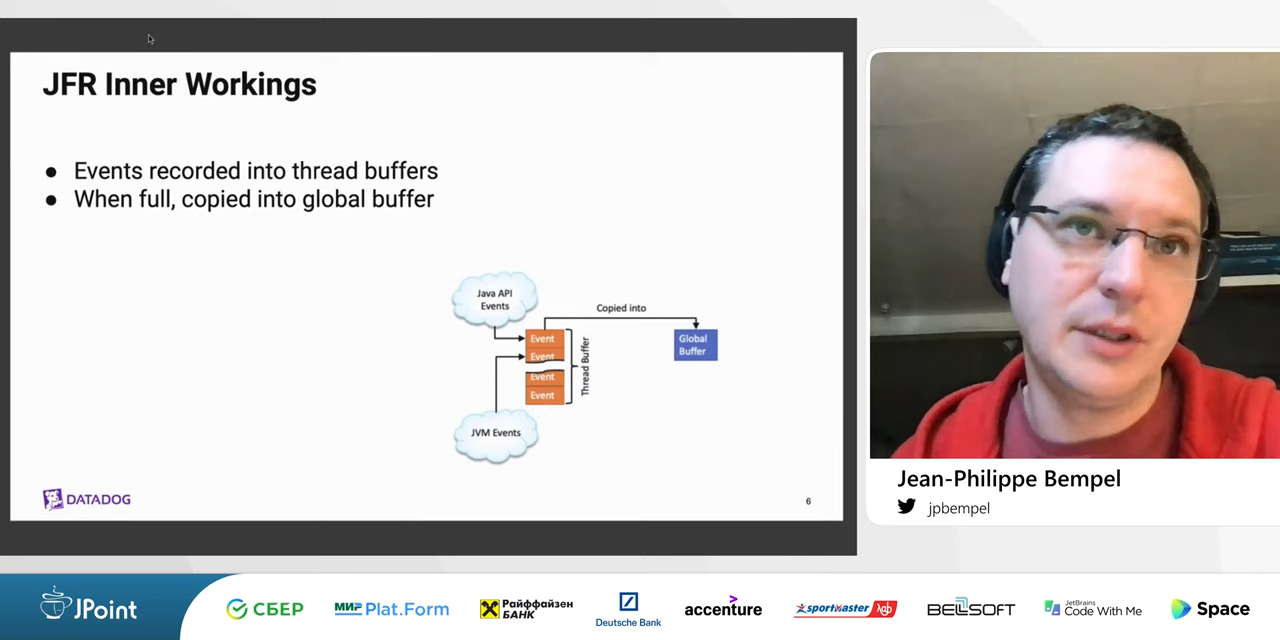 JFR Inner Workings
● Events recorded into thread buffers
● When full, copied into global buffer
Java API
Events
Copied into
Event
Event
Event
Event
Thread Buffer
Global
Buffer
JVM Events
DATADOG
6
Jean-Philippe Bempel
jpbempel
JPoint
СБЕР
МИР Plat.Form
Райффайзен
БАНК
Deutsche Bank
accenture
sportmaster lab
BELLSOFT
JetBrains
Code With Me
Space